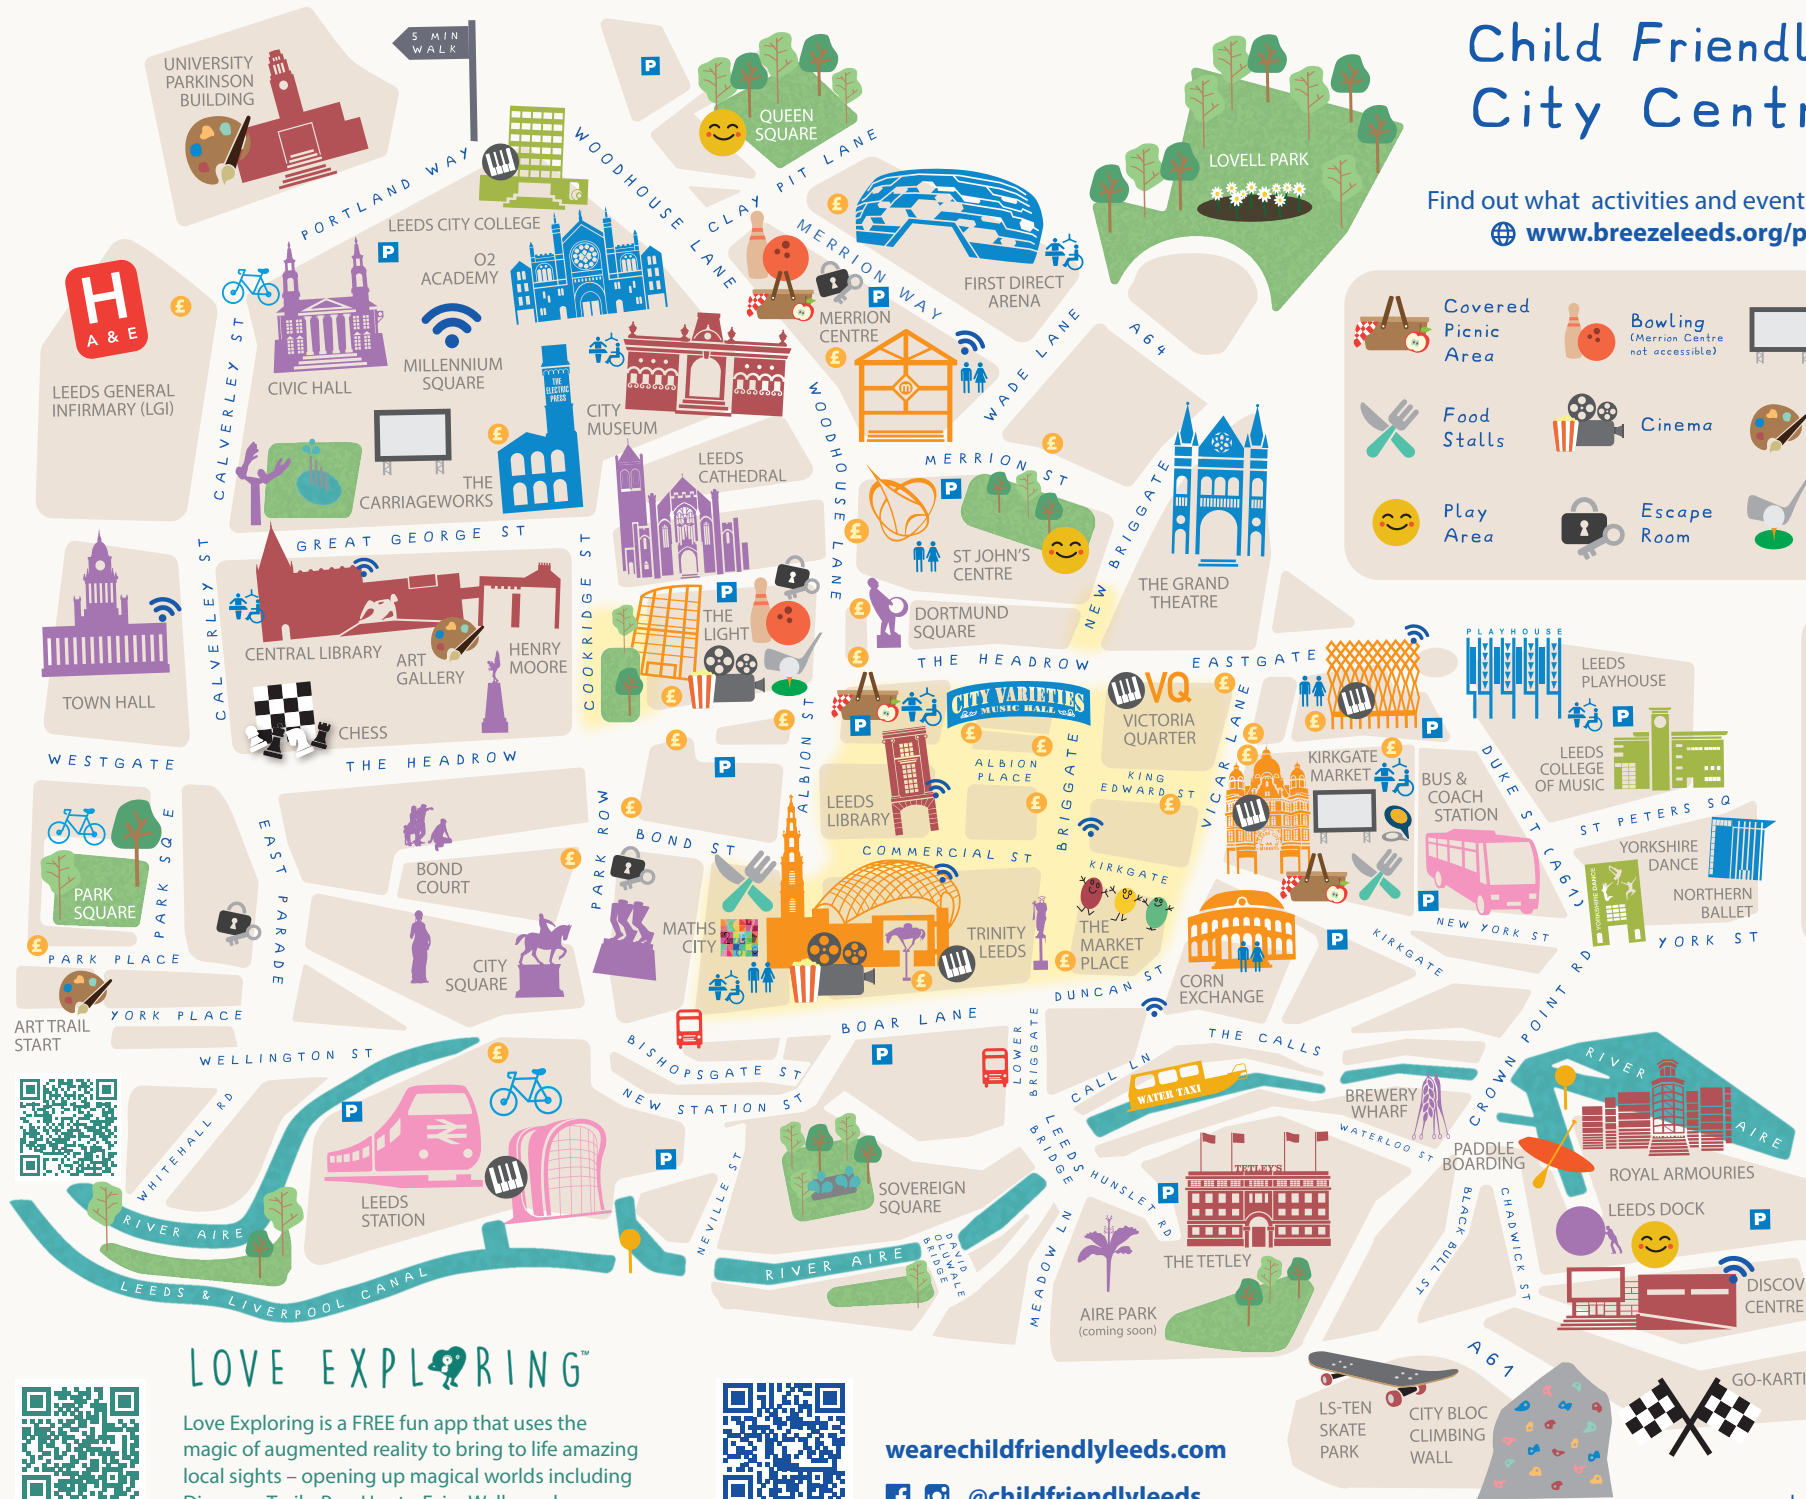 Child Friendl
City Centr
Find out what activities and event
www.breezeleeds.org/p
Covered
Picnic
Area
Bowling
(Merrion Centre
not accessible)
Food
Stalls
Cinema
Play
Area
Escape
Room
5 MIN
WALK
UNIVERSITY
PARKINSON
BUILDING
P
QUEEN
SQUARE
LOVELL PARK
PORTLAND WAY
WOODHOUSE LANE
CLAY PIT LANE
LEEDS CITY COLLEGE
MERRION WAY
O2
ACADEMY
P
H
A & E
FIRST DIRECT
ARENA
P
MERRION
CENTRE
WADE LANE
A64
CALVERLEY ST
MILLENNIUM
SQUARE
CIVIC HALL
LEEDS GENERAL
INFIRMARY (LGI)
THE
ELECTRIC
PRESS
CITY
MUSEUM
WOODHOUSE LANE
MERRION ST
LEEDS
CATHEDRAL
THE
CARRIAGEWORKS
P
NEW BRIGGATE
GREAT GEORGE ST
ST JOHN'S
CENTRE
THE GRAND
THEATRE
CALVERLEY ST
COOKRIDGE ST
P
THE
LIGHT
DORTMUND
SQUARE
CENTRAL LIBRARY
ART
GALLERY
HENRY
MOORE
TOWN HALL
CHESS
THE HEADROW
EASTGATE
PLAYHOUSE
LEEDS
PLAYHOUSE
CITY VARIETIES
MUSIC HALL
VQ
VICTORIA
QUARTER
P
P
P
WESTGATE
THE HEADROW
ALBION ST
P
ALBION
PLACE
BRIGGATE
KING
EDWARD ST
VICAR LANE
KIRKGATE
MARKET
BUS &
COACH
STATION
DUKE ST (A61)
LEEDS
COLLEGE
OF MUSIC
ST PETERS SQ
LEEDS
LIBRARY
PARK ROW
BOND ST
COMMERCIAL ST
KIRKGATE
YORKSHIRE
DANCE
YORKSHIRE DANCE
NORTHERN
BALLET
PARK
SQUARE
PARK SQ E
EAST PARADE
BOND
COURT
MATHS
CITY
TRINITY
LEEDS
THE
MARKET
PLACE
P
NEW YORK ST
YORK ST
P
KIRKGATE
PARK PLACE
CITY
SQUARE
CORN
EXCHANGE
DUNCAN ST
ART TRAIL
START
YORK PLACE
BOAR LANE
WELLINGTON ST
BISHOPSGATE ST
P
LOWER
BRIGGATE
THE CALLS
CALL LN
CROWN POINT RD
RIVER
AIRE
WATER TAXI
BREWERY
WHARF
WATERLOO ST
NEW STATION ST
P
WHITEHALL RD
PADDLE
BOARDING
ROYAL ARMOURIES
LEEDS
BRIDGE
HUNSLET RD
P
TETLEY'S
P
NEVILLE ST
SOVEREIGN
SQUARE
LEEDS
STATION
BLACK BULL ST
CHADWICK ST
LEEDS DOCK
P
RIVER AIRE
RIVER AIRE
DAVID
OLUWALE
BRIDGE
MEADOW LN
THE TETLEY
LEEDS & LIVERPOOL CANAL
AIRE PARK
(coming soon)
DISCOV
CENTRE
A61
LOVE EXPLORING™
Love Exploring is a FREE fun app that uses the
magic of augmented reality to bring to life amazing
local sights – opening up magical worlds including
wearechildfriendlyleeds.com
@childfriendlyleeds
LS-TEN
SKATE
PARK
CITY BLOC
CLIMBING
WALL
GO-KARTI